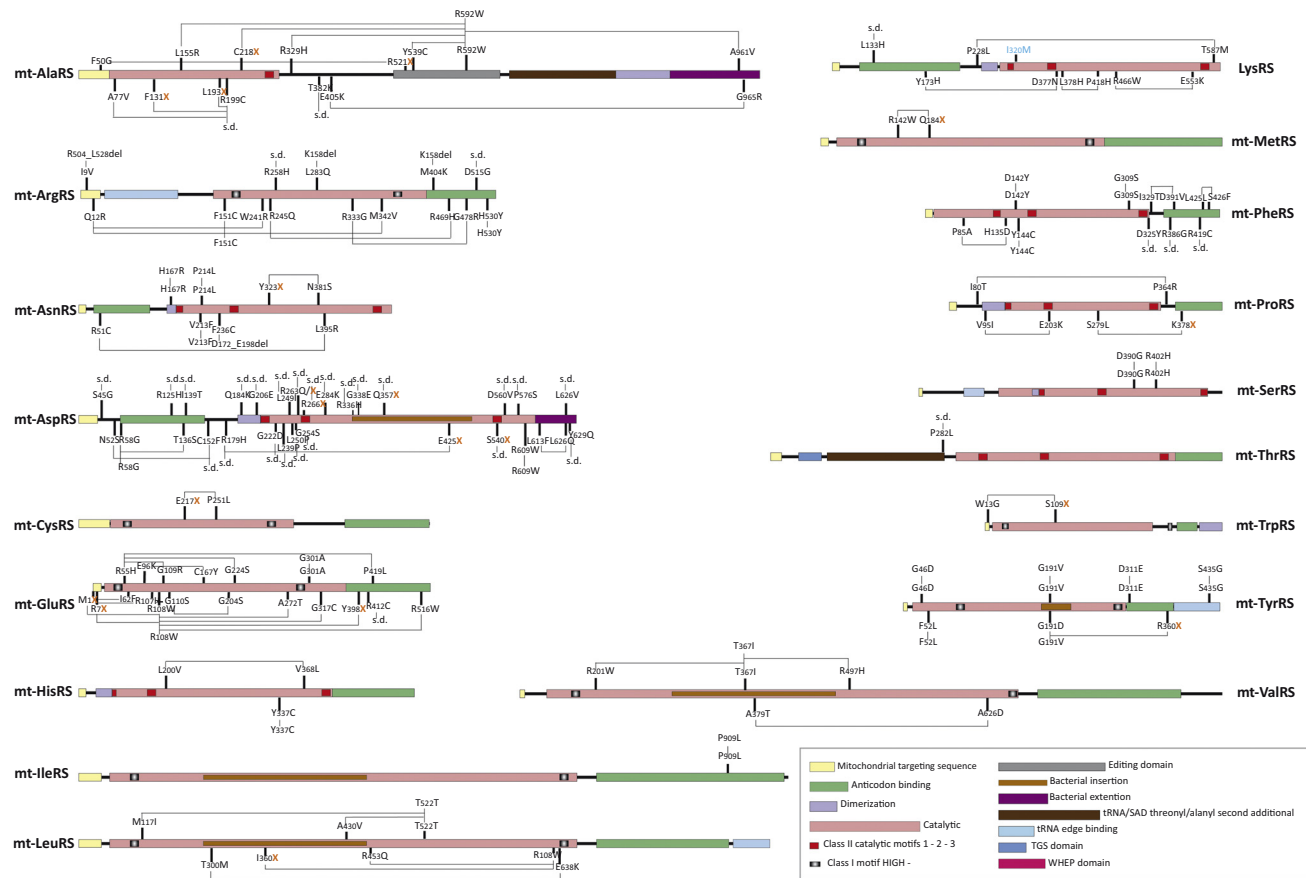 R592W
L155R C218X R329H R521X Y539C R592W A961V
F50G
mt-AlaRS
A77V F131X L193X R199C T382K E405K G965R
s.d. s.d.
R504_L528del s.d. K158del K158del s.d.
I9V R258H L283Q M404K D515G
mt-ArgRS
Q12R F151C W241R R245Q R333G M342V R469H G478R H530Y
F151C H530Y
H167R P214L
H167R P214L Y323X N381S
mt-AsnRS
R51C V213F F236C L395R
V213F D172_E198del
s.d. s.d. s.d. s.d. s.d. s.d. s.d. s.d. s.d. s.d. s.d. s.d. s.d. s.d. s.d.
S45G R125H I139T Q184K G206E L249I R263Q/X R266X E284K R336H G338E Q357X D560V P576S L626V
mt-AspRS
N52S R58G T136S C152F R179H G222D L239P L250P G254S E425X S540X R609W L613F L626Q Y629Q
R58G s.d. s.d. s.d. s.d. s.d. s.d. R609W s.d. s.d.
E217X P251L
mt-CysRS
G301A
R55H E96K G109R C167Y G224S G301A P419L
mt-GluRS
M1X R7X I62F R107H R108W G110S G204S A272T G317C Y398X R412C R516W
R108W s.d.
L200V V368L
mt-HisRS
Y337C
Y337C
P909L
P909L
mt-IleRS
T522T
M117I A430V T522T
mt-LeuRS
T300M I360X R453Q R108W E638K
s.d.
L133H P228L I320M T587M
LysRS
Y173H D377N L378H P418H R466W E553K
R142W Q184X
mt-MetRS
D142Y G309S
D142Y G309S I329T D391V L425L S426F
mt-PheRS
P85A H135D Y144C D325Y R386G R419C
Y144C s.d. s.d. s.d.
I80T P364R
mt-ProRS
V95I E203K S279L K378X
D390G R402H
D390G R402H
mt-SerRS
s.d.
P282L
mt-ThrRS
W13G S109X
mt-TrpRS
G46D G191V D311E S435G
G46D G191V D311E S435G
mt-TyrRS
F52L G191D R360X
F52L G191V
T367I
R201W T367I R497H
mt-ValRS
A379T A626D
Mitochondrial targeting sequence
Anticodon binding
Dimerization
Catalytic
Class II catalytic motifs 1 - 2 - 3
Class I motif HIGH -
Editing domain
Bacterial insertion
Bacterial extention
tRNA/SAD threonyl/alanyl second additional
tRNA edge binding
TGS domain
WHEP domain